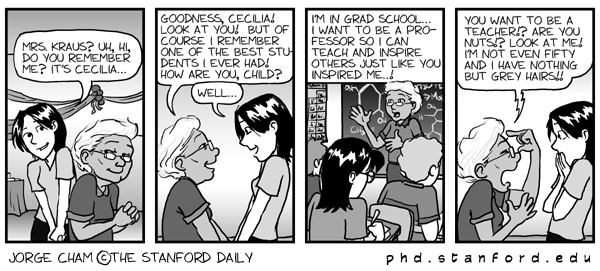 MRS. KRAUS? UH, HI,
DO YOU REMEMBER
ME? IT'S CECILIA...
GOODNESS, CECILIA!
LOOK AT YOU! BUT OF
COURSE I REMEMBER
ONE OF THE BEST STU-
DENTS I EVER HAD!
HOW ARE YOU, CHILD?
WELL...
I'M IN GRAD SCHOOL...
I WANT TO BE A PRO-
FESSOR SO I CAN
TEACH AND INSPIRE
OTHERS JUST LIKE YOU
INSPIRED ME..!
YOU WANT TO BE A
TEACHER!? ARE YOU
NUTS!? LOOK AT ME!
I'M NOT EVEN FIFTY
AND I HAVE NOTHING
BUT GREY HAIRS!!
JORGE CHAM ©THE STANFORD DAILY
phd.stanford.edu